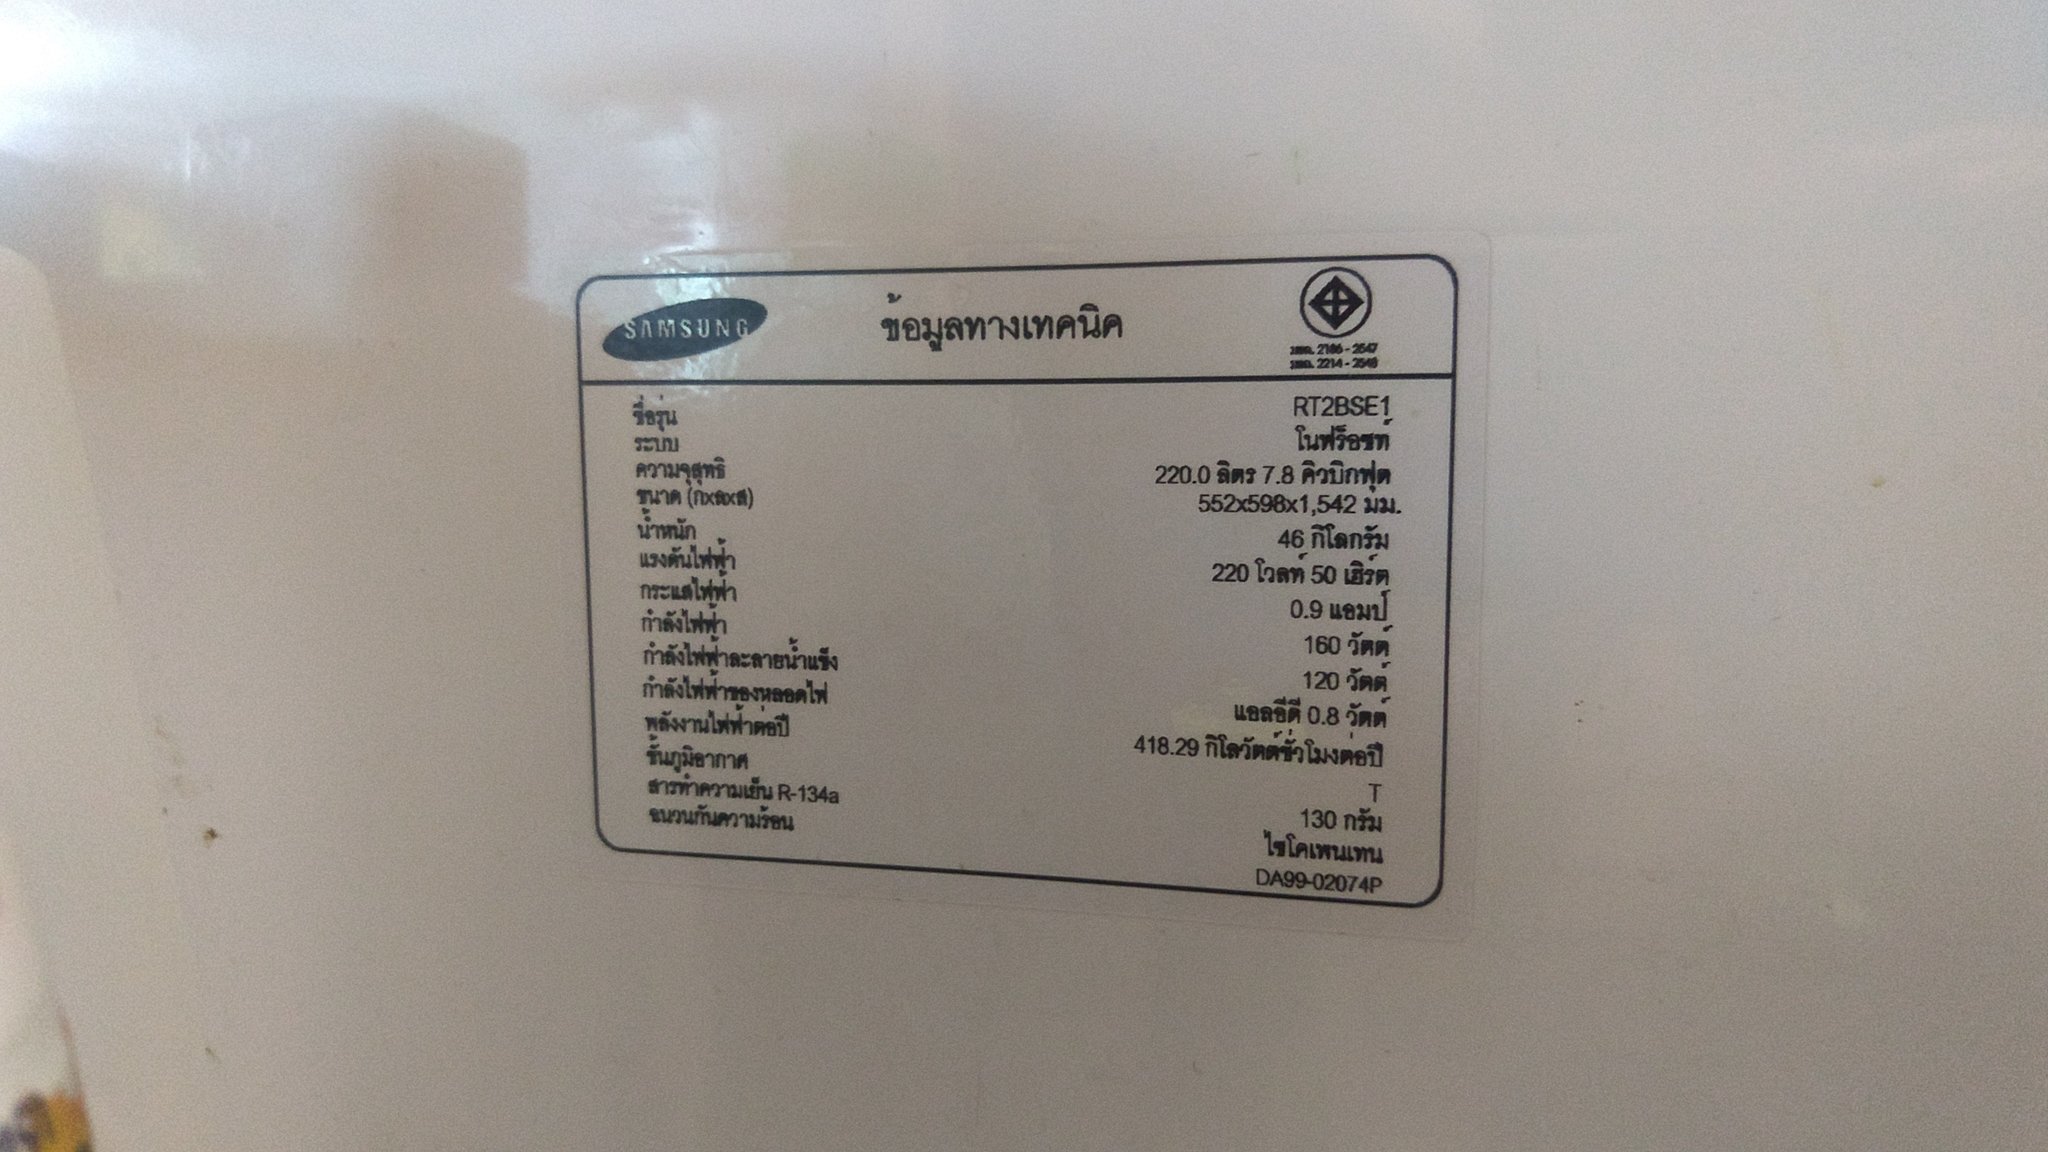 SAMSUNG
ข้อมูลทางเทคนิค
มอก. 2186 - 2547
มอก. 2214 - 2548
ชื่อรุ่น RT2BSE1
ระบบ โนฟร็อซท์
ความจุสุทธิ 220.0 ลิตร 7.8 คิวบิกฟุต
ขนาด (กxลxส) 552x598x1,542 มม.
น้ำหนัก 46 กิโลกรัม
แรงดันไฟฟ้า 220 โวลท์ 50 เฮิร์ต
กระแสไฟฟ้า 0.9 แอมป์
กำลังไฟฟ้า 160 วัตต์
กำลังไฟฟ้าละลายน้ำแข็ง 120 วัตต์
กำลังไฟฟ้าของหลอดไฟ แอลอีดี 0.8 วัตต์
พลังงานไฟฟ้าต่อปี 418.29 กิโลวัตต์ชั่วโมงต่อปี
ชั้นภูมิอากาศ T
สารทำความเย็น R-134a 130 กรัม
ฉนวนกันความร้อน ไซโคเพนเทน
DA99-02074P